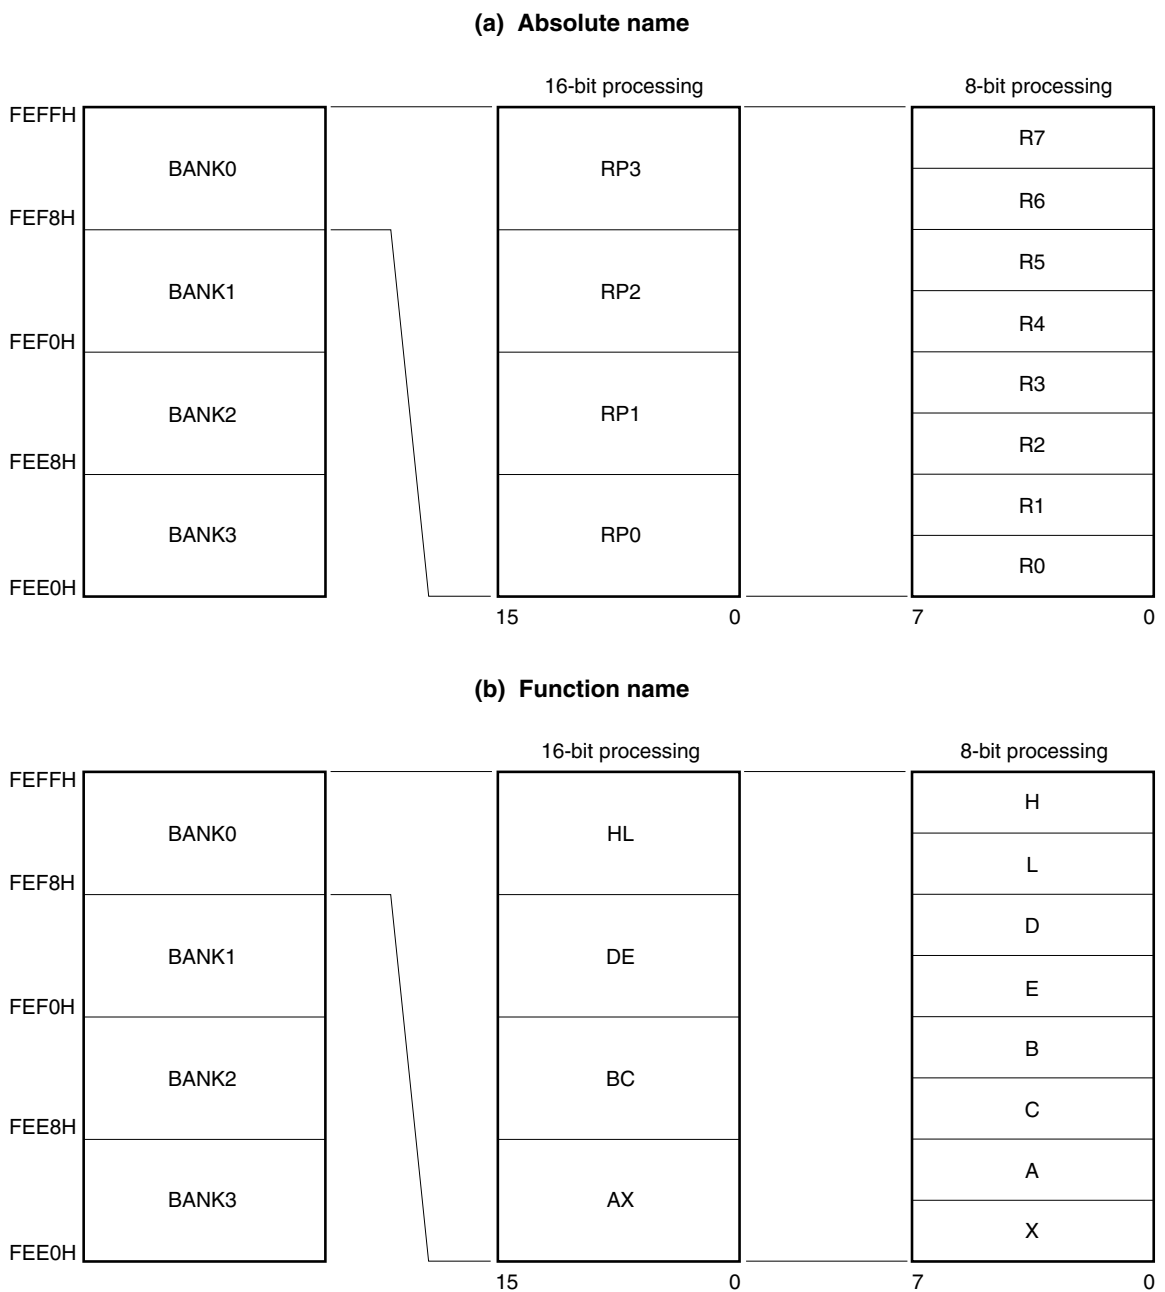 (a) Absolute name
16-bit processing 8-bit processing
FEFFH
BANK0 RP3 R7
R6
FEF8H
BANK1 RP2 R5
R4
FEF0H
BANK2 RP1 R3
R2
FEE8H
BANK3 RP0 R1
R0
FEE0H
15 0 7 0
(b) Function name
16-bit processing 8-bit processing
FEFFH
BANK0 HL H
L
FEF8H
BANK1 DE D
E
FEF0H
BANK2 BC B
C
FEE8H
BANK3 AX A
X
FEE0H
15 0 7 0